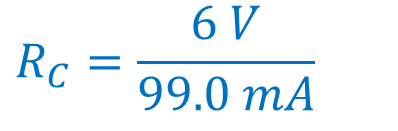 R_C = 6 V / 99.0 mA